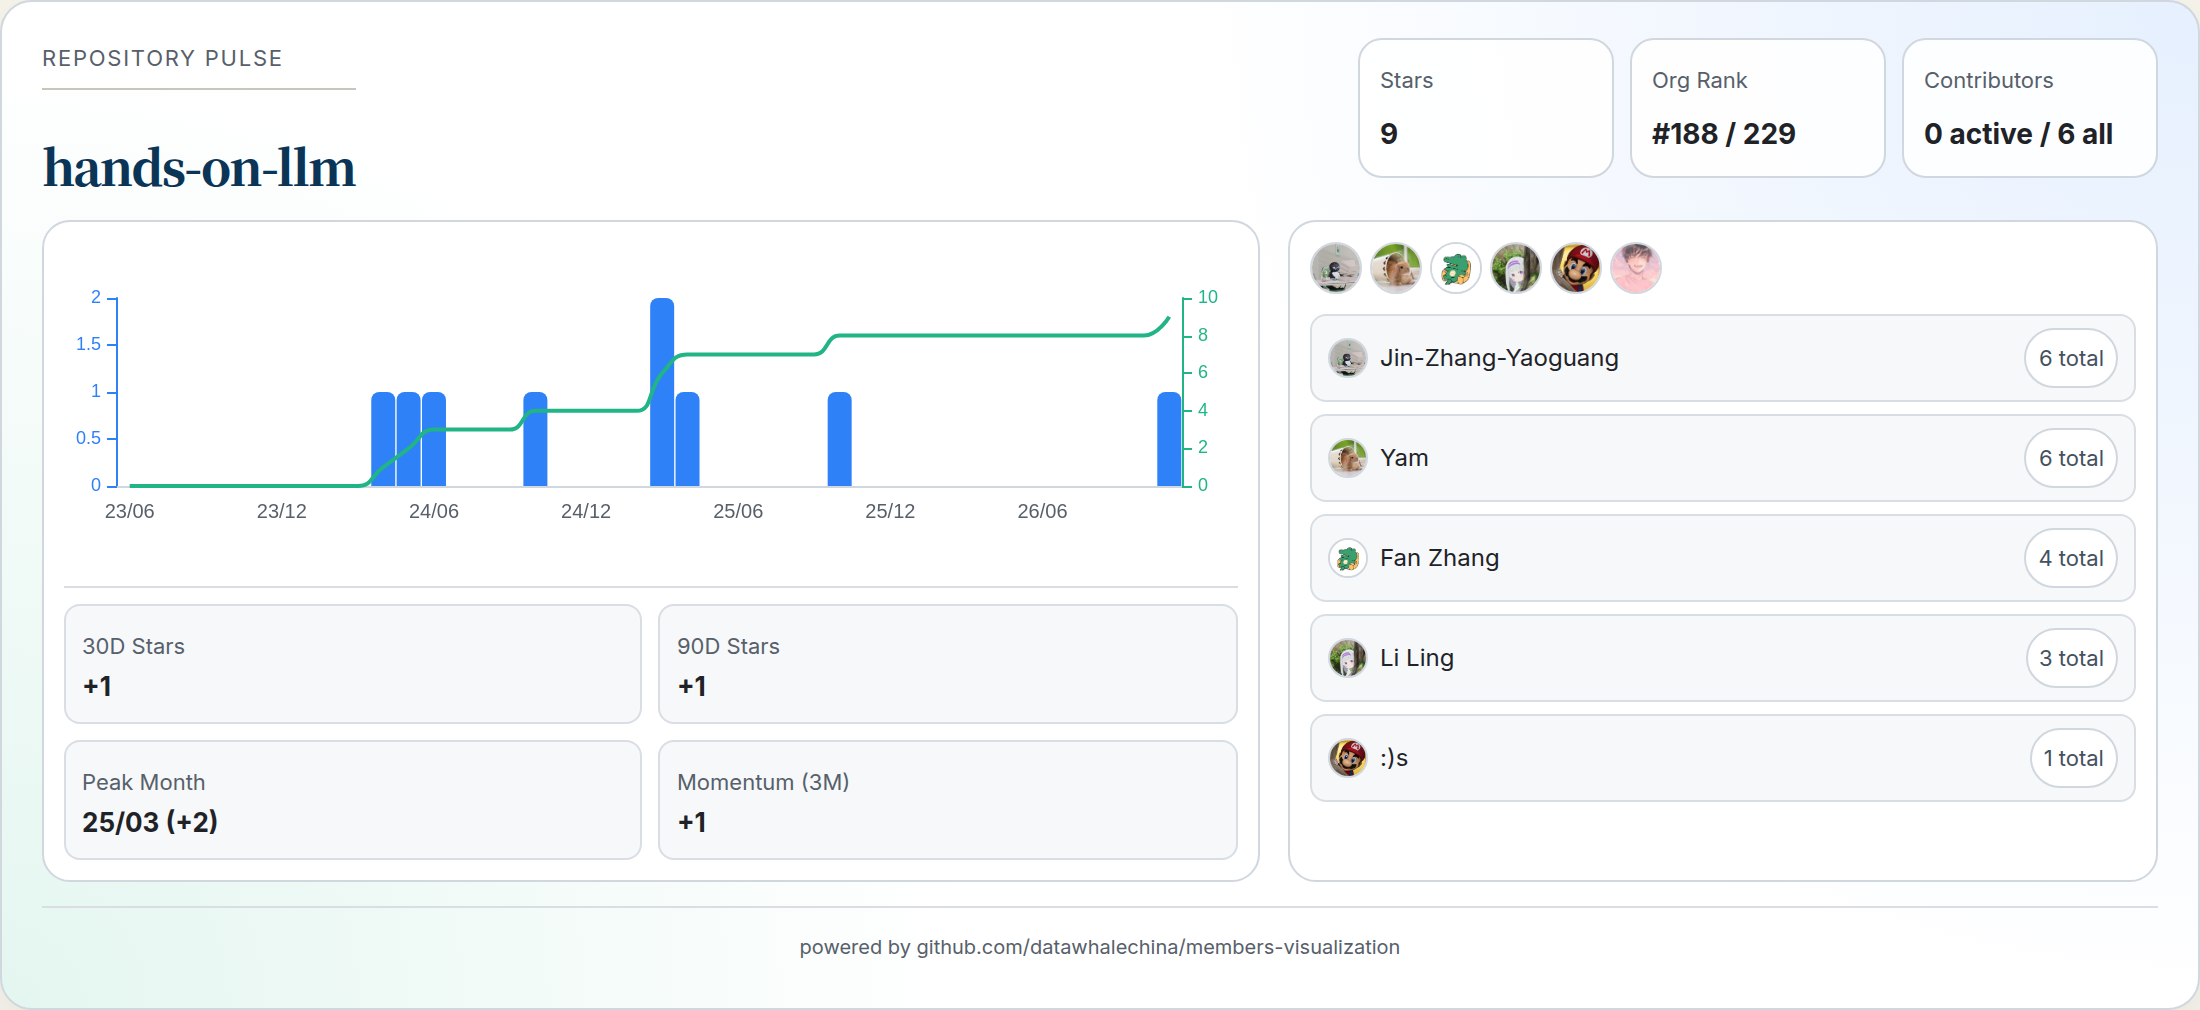 REPOSITORY PULSE
hands-on-llm
Stars
9
Org Rank
#188 / 229
Contributors
0 active / 6 all
2
1.5
1
0.5
0
10
8
6
4
2
0
23/06
23/12
24/06
24/12
25/06
25/12
26/06
30D Stars
+1
90D Stars
+1
Peak Month
25/03 (+2)
Momentum (3M)
+1
Jin-Zhang-Yaoguang
6 total
Yam
6 total
Fan Zhang
4 total
Li Ling
3 total
:)s
1 total
powered by github.com/datawhalechina/members-visualization